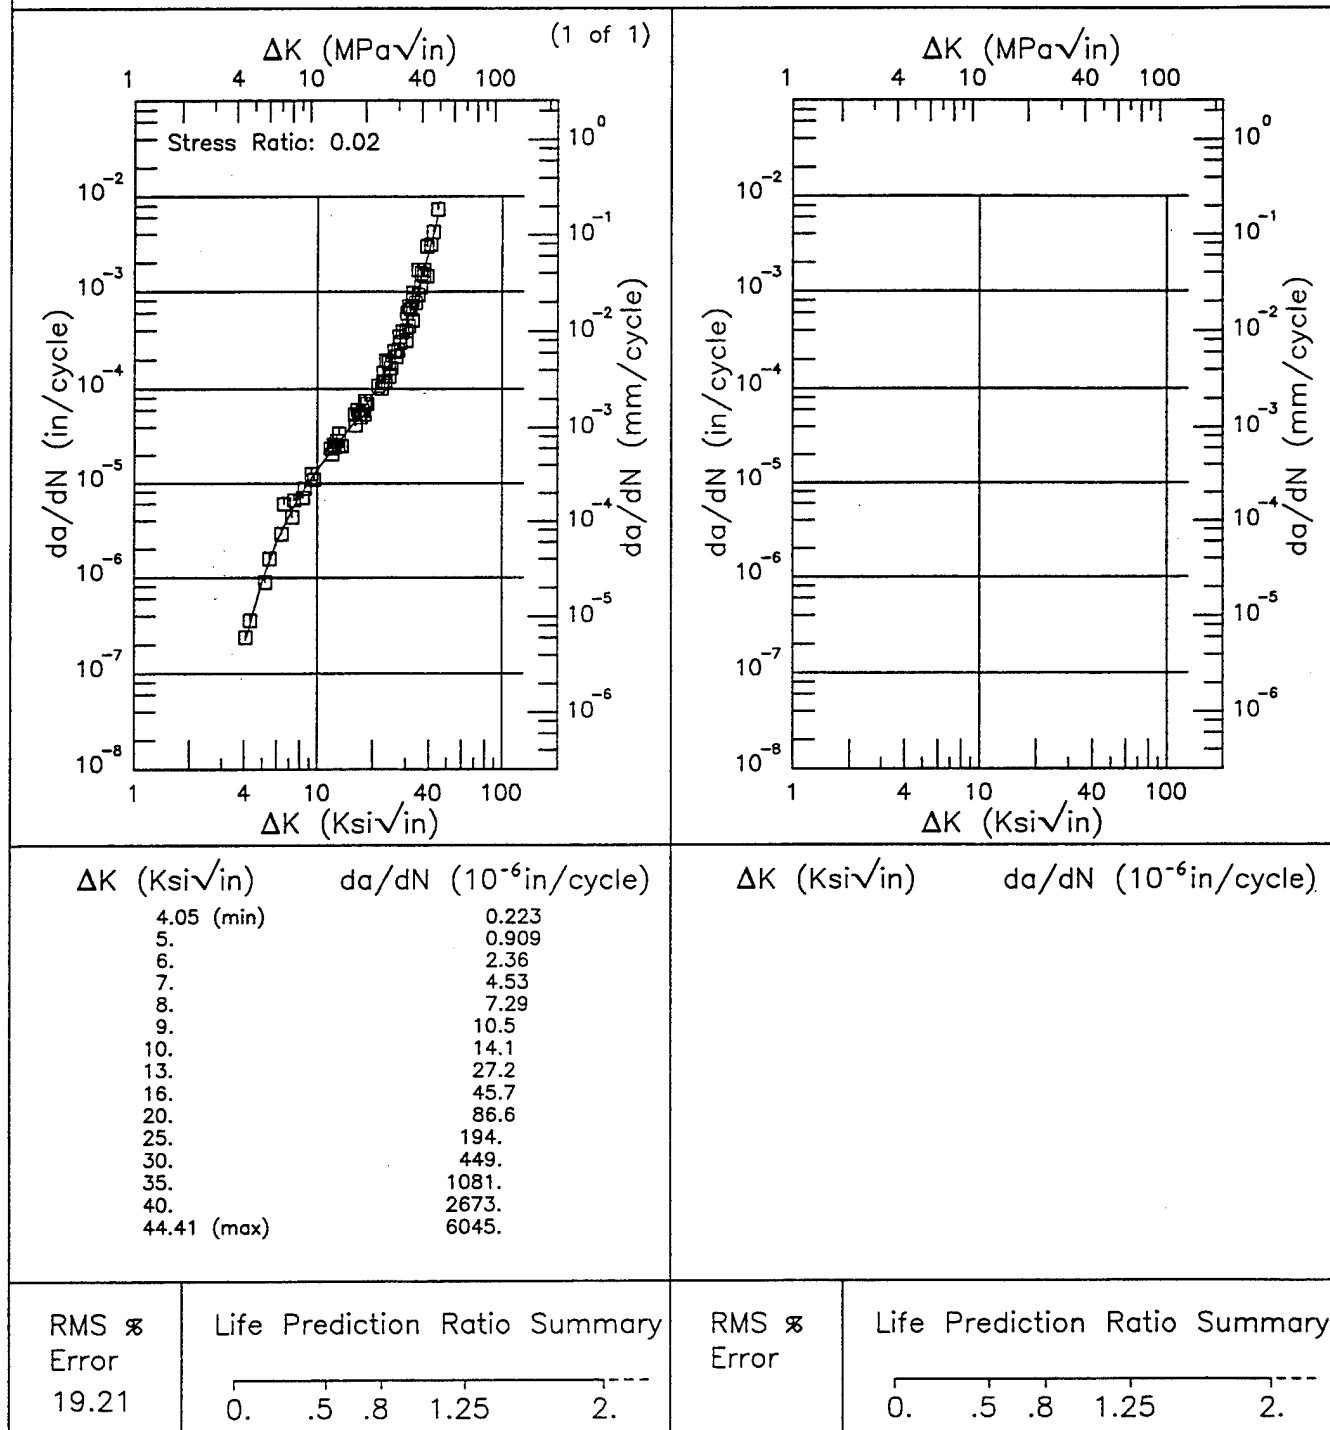 (1 of 1)
ΔK (MPa√in)
1 4 10 40 100
Stress Ratio: 0.02
da/dN (in/cycle)
10⁻²
10⁻³
10⁻⁴
10⁻⁵
10⁻⁶
10⁻⁷
10⁻⁸
10⁰
10⁻¹
10⁻²
10⁻³
10⁻⁴
10⁻⁵
10⁻⁶
da/dN (mm/cycle)
1 4 10 40 100
ΔK (Ksi√in)
ΔK (MPa√in)
1 4 10 40 100
da/dN (in/cycle)
10⁻²
10⁻³
10⁻⁴
10⁻⁵
10⁻⁶
10⁻⁷
10⁻⁸
10⁰
10⁻¹
10⁻²
10⁻³
10⁻⁴
10⁻⁵
10⁻⁶
da/dN (mm/cycle)
1 4 10 40 100
ΔK (Ksi√in)
ΔK (Ksi√in) da/dN (10⁻⁶in/cycle)
4.05 (min) 0.223
5. 0.909
6. 2.36
7. 4.53
8. 7.29
9. 10.5
10. 14.1
13. 27.2
16. 45.7
20. 86.6
25. 194.
30. 449.
35. 1081.
40. 2673.
44.41 (max) 6045.
ΔK (Ksi√in) da/dN (10⁻⁶in/cycle)
RMS %
Error
19.21
Life Prediction Ratio Summary
0. .5 .8 1.25 2.
RMS %
Error
Life Prediction Ratio Summary
0. .5 .8 1.25 2.